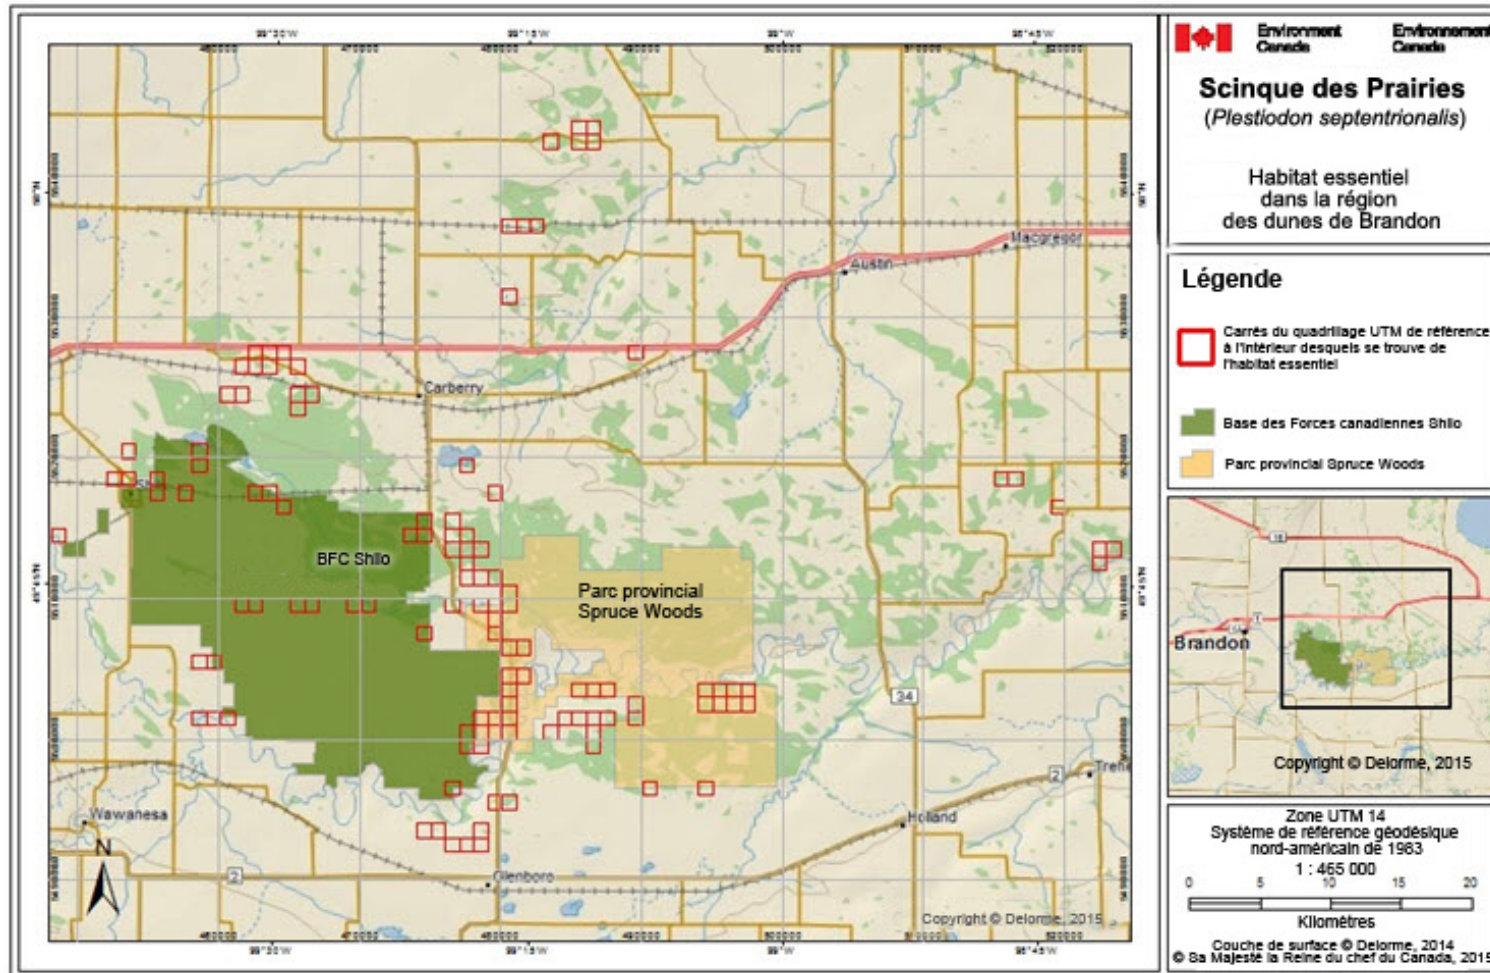 Environment Canada
Environnement Canada
Scinque des Prairies
(Plestiodon septentrionalis)
Habitat essentiel
dans la région
des dunes de Brandon
Légende
Carrés du quadrillage UTM de référence
à l'intérieur desquels se trouve de
l'habitat essentiel
Base des Forces canadiennes Shilo
Parc provincial Spruce Woods
Macgregor
Austin
Carberry
BFC Shilo
Parc provincial
Spruce Woods
34
2
Holland
Wawanesa
N
2
Glenboro
Copyright © Delorme, 2015
16
1
Brandon
Copyright © Delorme, 2015
Zone UTM 14
Système de référence géodésique
nord-américain de 1983
1 : 465 000
0 5 10 15 20
Kilomètres
Couche de surface © Delorme, 2014
© Sa Majesté la Reine du chef du Canada, 2015